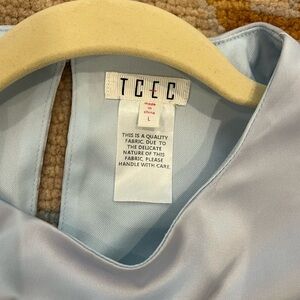 TCEC
made in
china
L
THIS IS A QUALITY
FABRIC. DUE TO
THE DELICATE
NATURE OF THIS
FABRIC, PLEASE
HANDLE WITH CARE.